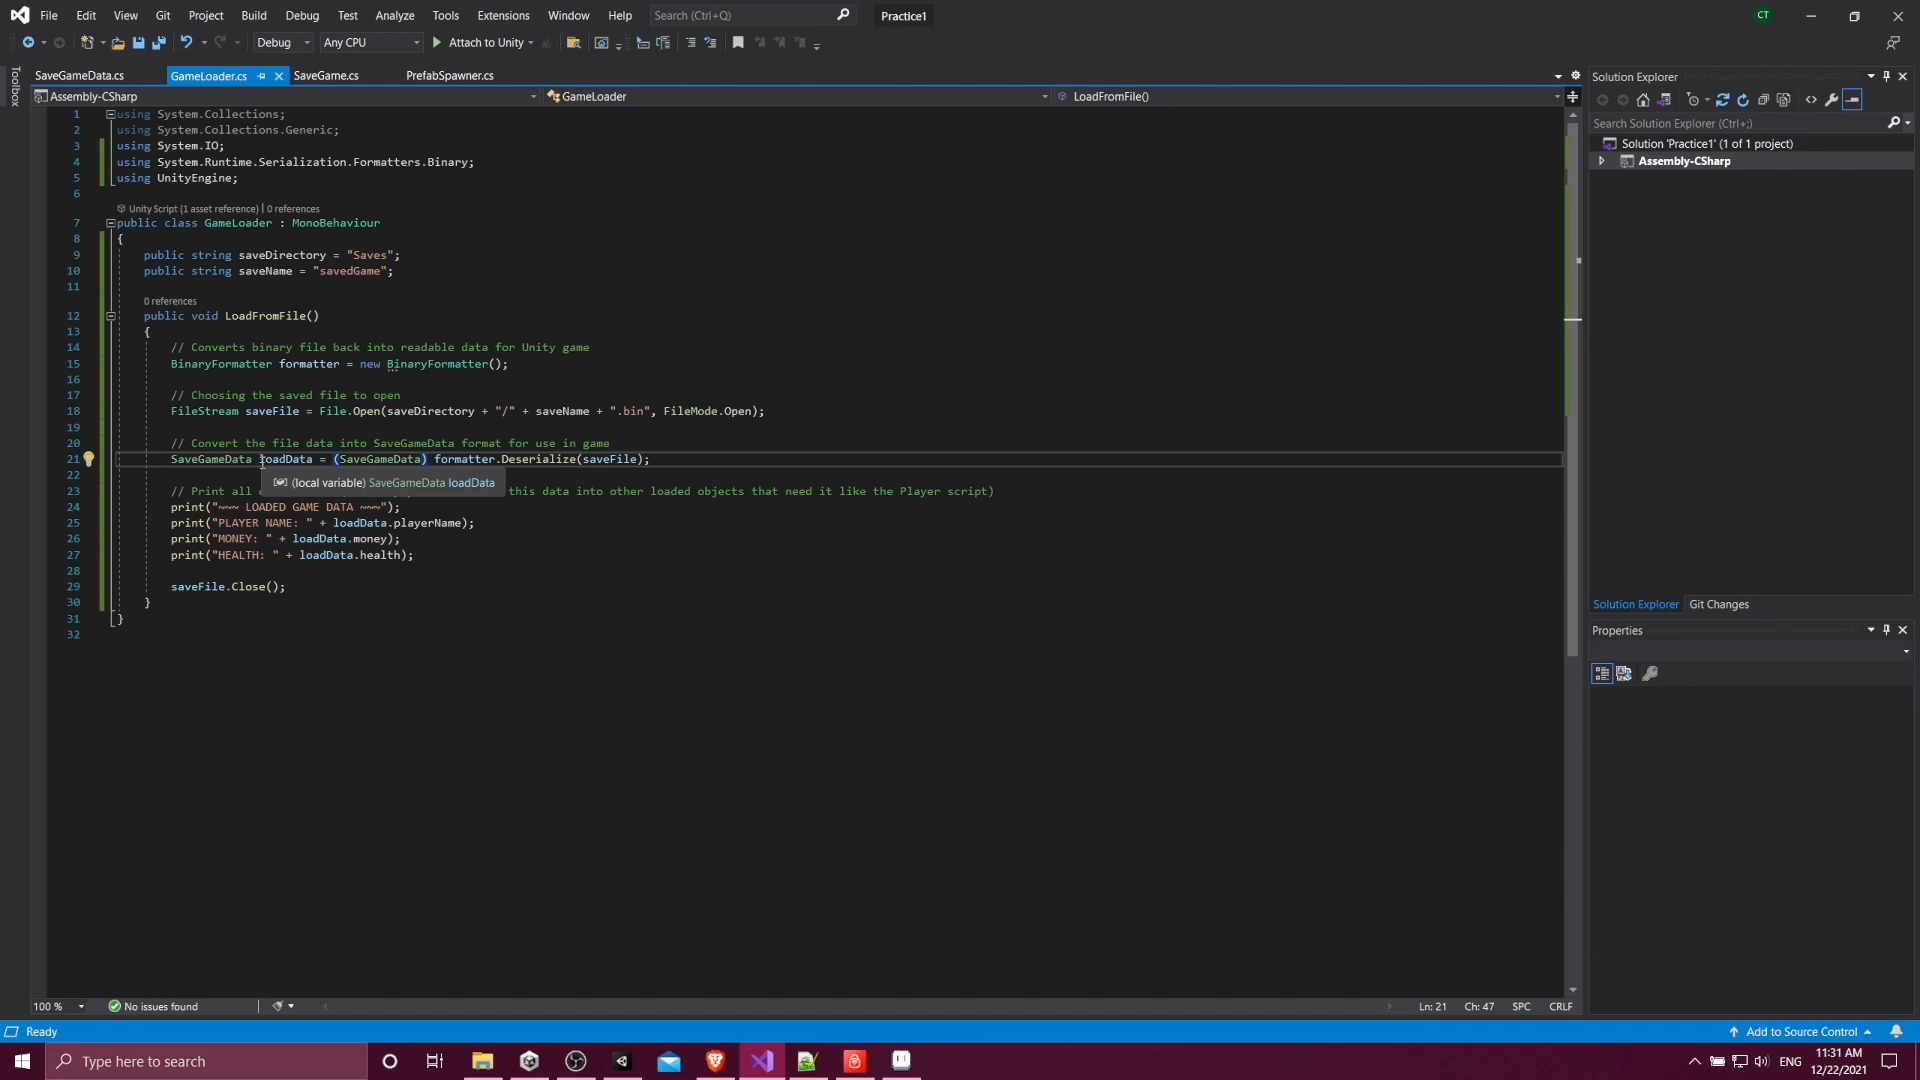 File Edit View Git Project Build Debug Test Analyze Tools Extensions Window Help Search (Ctrl+Q) Practice1 CT
Debug Any CPU Attach to Unity
Toolbox
SaveGameData.cs GameLoader.cs SaveGame.cs PrefabSpawner.cs
Assembly-CSharp GameLoader LoadFromFile()
1 using System.Collections;
2 using System.Collections.Generic;
3 using System.IO;
4 using System.Runtime.Serialization.Formatters.Binary;
5 using UnityEngine;
6
Unity Script (1 asset reference) | 0 references
7 public class GameLoader : MonoBehaviour
8 {
9 public string saveDirectory = "Saves";
10 public string saveName = "savedGame";
11
0 references
12 public void LoadFromFile()
13 {
14 // Converts binary file back into readable data for Unity game
15 BinaryFormatter formatter = new BinaryFormatter();
16
17 // Choosing the saved file to open
18 FileStream saveFile = File.Open(saveDirectory + "/" + saveName + ".bin", FileMode.Open);
19
20 // Convert the file data into SaveGameData format for use in game
21 SaveGameData loadData = (SaveGameData) formatter.Deserialize(saveFile);
22 (local variable) SaveGameData loadData
23 // Print all this data into other loaded objects that need it like the Player script)
24 print("~~~ LOADED GAME DATA ~~~");
25 print("PLAYER NAME: " + loadData.playerName);
26 print("MONEY: " + loadData.money);
27 print("HEALTH: " + loadData.health);
28
29 saveFile.Close();
30 }
31 }
32
100 % No issues found Ln: 21 Ch: 47 SPC CRLF
Solution Explorer
Search Solution Explorer (Ctrl+;)
Solution 'Practice1' (1 of 1 project)
Assembly-CSharp
Solution Explorer Git Changes
Properties
Ready Add to Source Control
Type here to search ENG 11:31 AM
12/22/2021